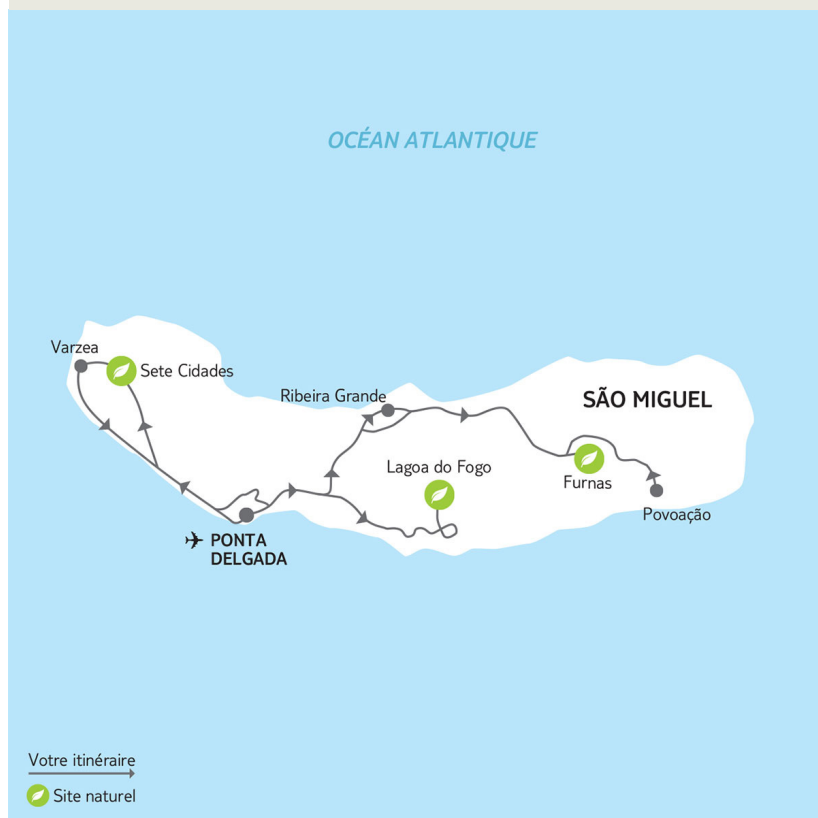 OCÉAN ATLANTIQUE
Varzea
Sete Cidades
Ribeira Grande
SÃO MIGUEL
Lagoa do Fogo
Furnas
Povoação
PONTA
DELGADA
Votre itinéraire
Site naturel